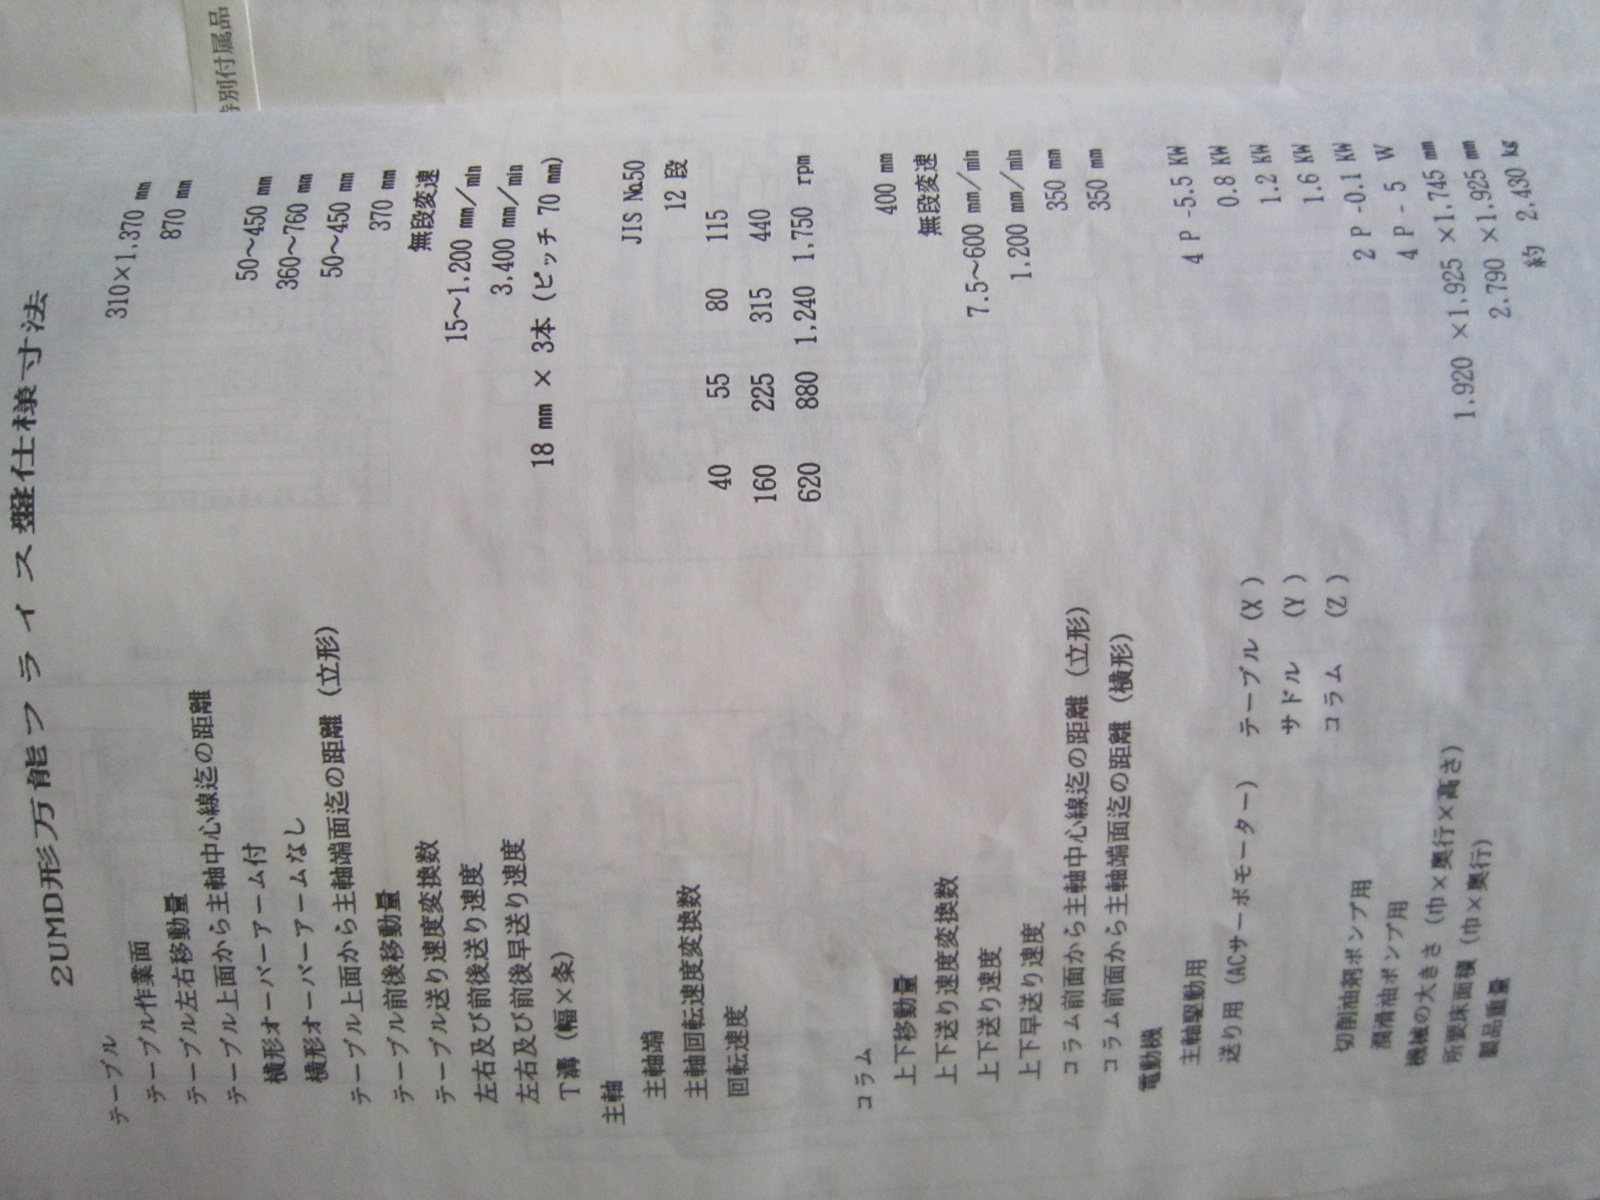 特別付属品
2UMD形万能フライス盤仕様寸法
テーブル
テーブル作業面 310×1.370 mm
テーブル左右移動量 870 mm
テーブル上面から主軸中心線迄の距離
横形オーバーアーム付 50～450 mm
横形オーバーアームなし 360～760 mm
テーブル上面から主軸端面迄の距離（立形） 50～450 mm
テーブル前後移動量 370 mm
テーブル送り速度変換数 無段変速
左右及び前後送り速度 15～1.200 mm/min
左右及び前後早送り速度 3.400 mm/min
T溝（幅×条） 18 mm × 3本（ピッチ 70 mm）
主軸
主軸端 JIS No.50
主軸回転速度変換数 12 段
回転速度 40 55 80 115
160 225 315 440
620 880 1.240 1.750 rpm
コラム
上下移動量 400 mm
上下送り速度変換数 無段変速
上下送り速度 7.5～600 mm/min
上下早送り速度 1.200 mm/min
コラム前面から主軸中心線迄の距離（立形） 350 mm
コラム前面から主軸端面迄の距離（横形） 350 mm
電動機
主軸駆動用 4 P -5.5 KW
送り用（ACサーボモーター） テーブル（X） 0.8 KW
サドル （Y） 1.2 KW
コラム （Z） 1.6 KW
切削油剤ポンプ用 2 P -0.1 KW
潤滑油ポンプ用 4 P - 5 W
機械の大きさ（巾×奥行×高さ） 1.920 ×1.925 ×1.745 mm
所要床面積（巾×奥行） 2.790 ×1.925 mm
製品重量 約 2.430 kg